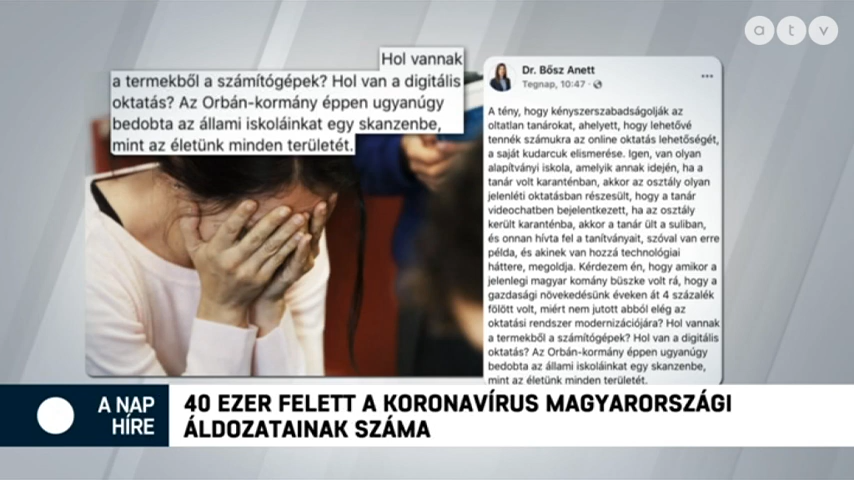 atv
Hol vannak
a termekből a számítógépek? Hol van a digitális
oktatás? Az Orbán-kormány éppen ugyanúgy
bedobta az állami iskoláinkat egy skanzenbe,
mint az életünk minden területét.
Dr. Bősz Anett
Tegnap, 10:47
A tény, hogy kényszerszabadságolják az
oltatlan tanárokat, ahelyett, hogy lehetővé
tennék számukra az online oktatás lehetőségét,
a saját kudarcuk elismerése. Igen, van olyan
alapítványi iskola, amelyik annak idején, ha a
tanár volt karanténban, akkor az osztály olyan
jelenléti oktatásban részesült, hogy a tanár
videochatben bejelentkezett, ha az osztály
került karanténba, akkor a tanár ült a suliban,
és onnan hívta fel a tanítványait, szóval van erre
példa, és akinek van hozzá technológiai
háttere, megoldja. Kérdezem én, hogy amikor a
jelenlegi magyar komány büszke volt rá, hogy a
gazdasági növekedésünk éveken át 4 százalék
fölött volt, miért nem jutott abból elég az
oktatási rendszer modernizációjára? Hol vannak
a termekből a számítógépek? Hol van a digitális
oktatás? Az Orbán-kormány éppen ugyanúgy
bedobta az állami iskoláinkat egy skanzenbe,
mint az életünk minden területét.
A NAP
HÍRE
40 EZER FELETT A KORONAVÍRUS MAGYARORSZÁGI
ÁLDOZATAINAK SZÁMA